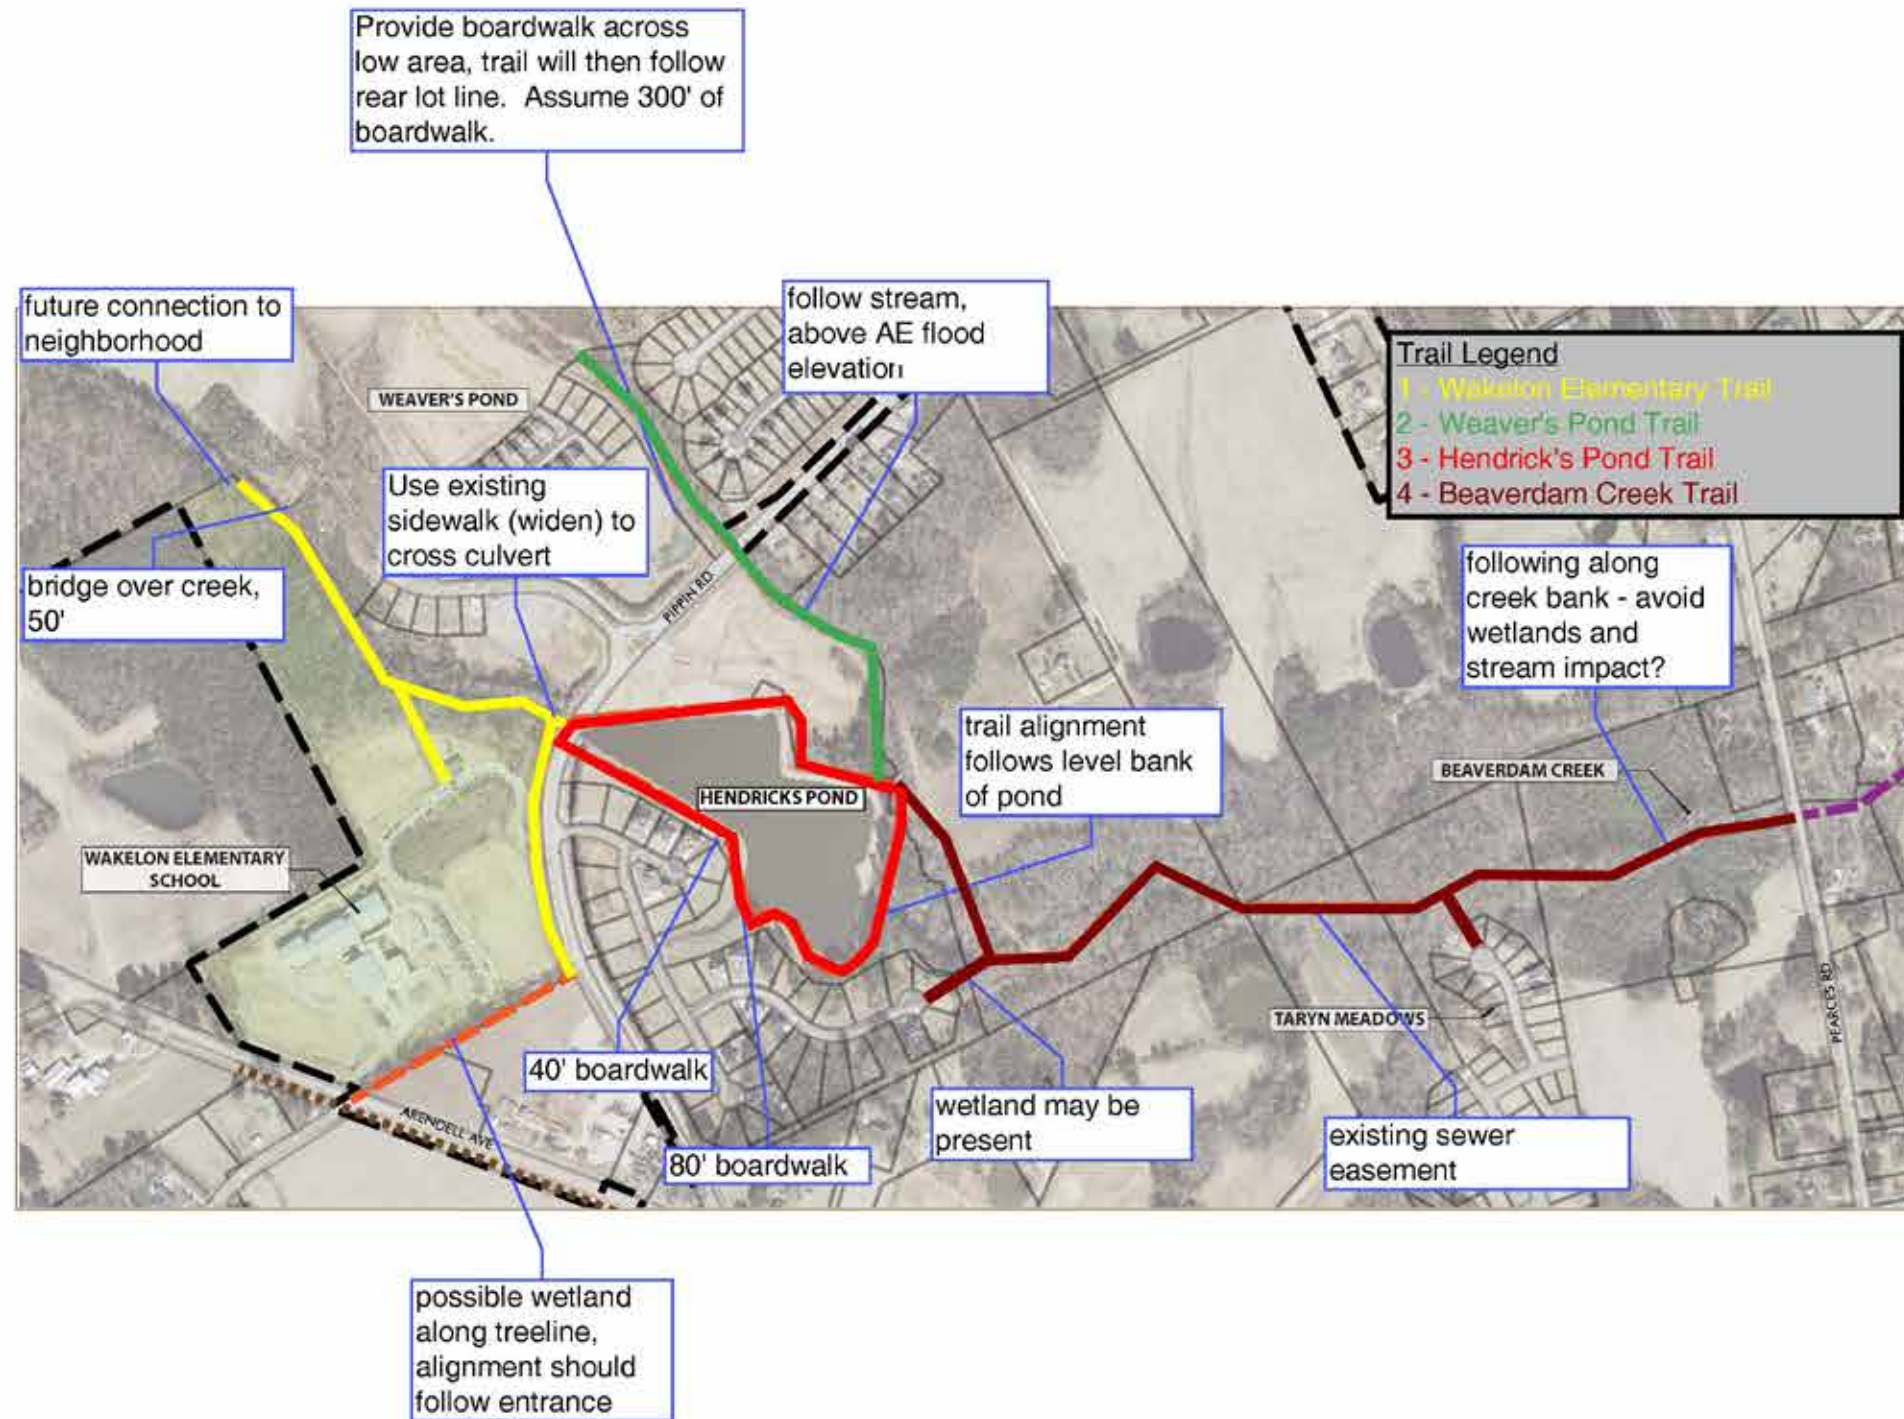 Provide boardwalk across
low area, trail will then follow
rear lot line. Assume 300' of
boardwalk.
future connection to
neighborhood
follow stream,
above AE flood
elevation
Trail Legend
1 - Wakelon Elementary Trail
2 - Weaver's Pond Trail
3 - Hendrick's Pond Trail
4 - Beaverdam Creek Trail
WEAVER'S POND
Use existing
sidewalk (widen) to
cross culvert
bridge over creek,
50'
PIPPIN RD.
following along
creek bank - avoid
wetlands and
stream impact?
trail alignment
follows level bank
of pond
BEAVERDAM CREEK
HENDRICKS POND
WAKELON ELEMENTARY
SCHOOL
TARYN MEADOWS
PEARCES RD
40' boardwalk
ARENDELL AVE
wetland may be
present
existing sewer
easement
80' boardwalk
possible wetland
along treeline,
alignment should
follow entrance